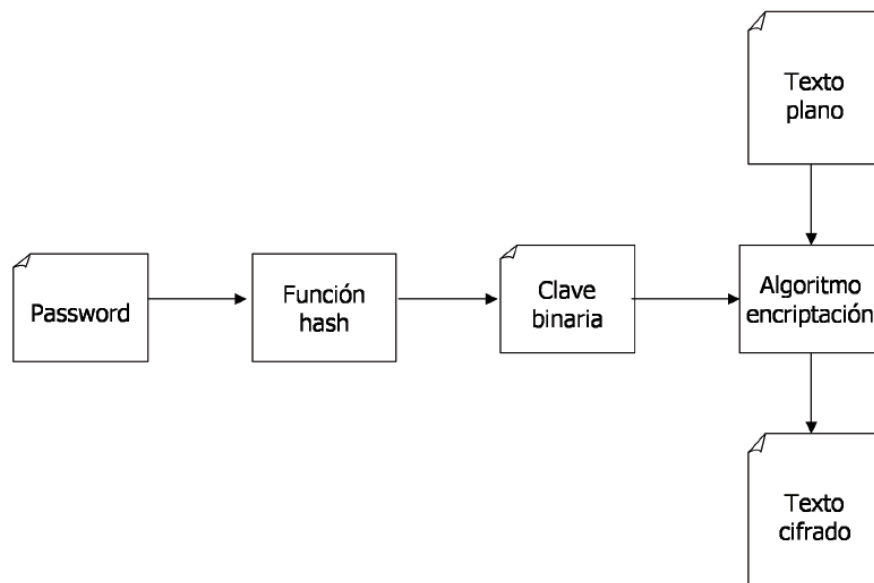 Texto
plano
Password
Función
hash
Clave
binaria
Algoritmo
encriptación
Texto
cifrado